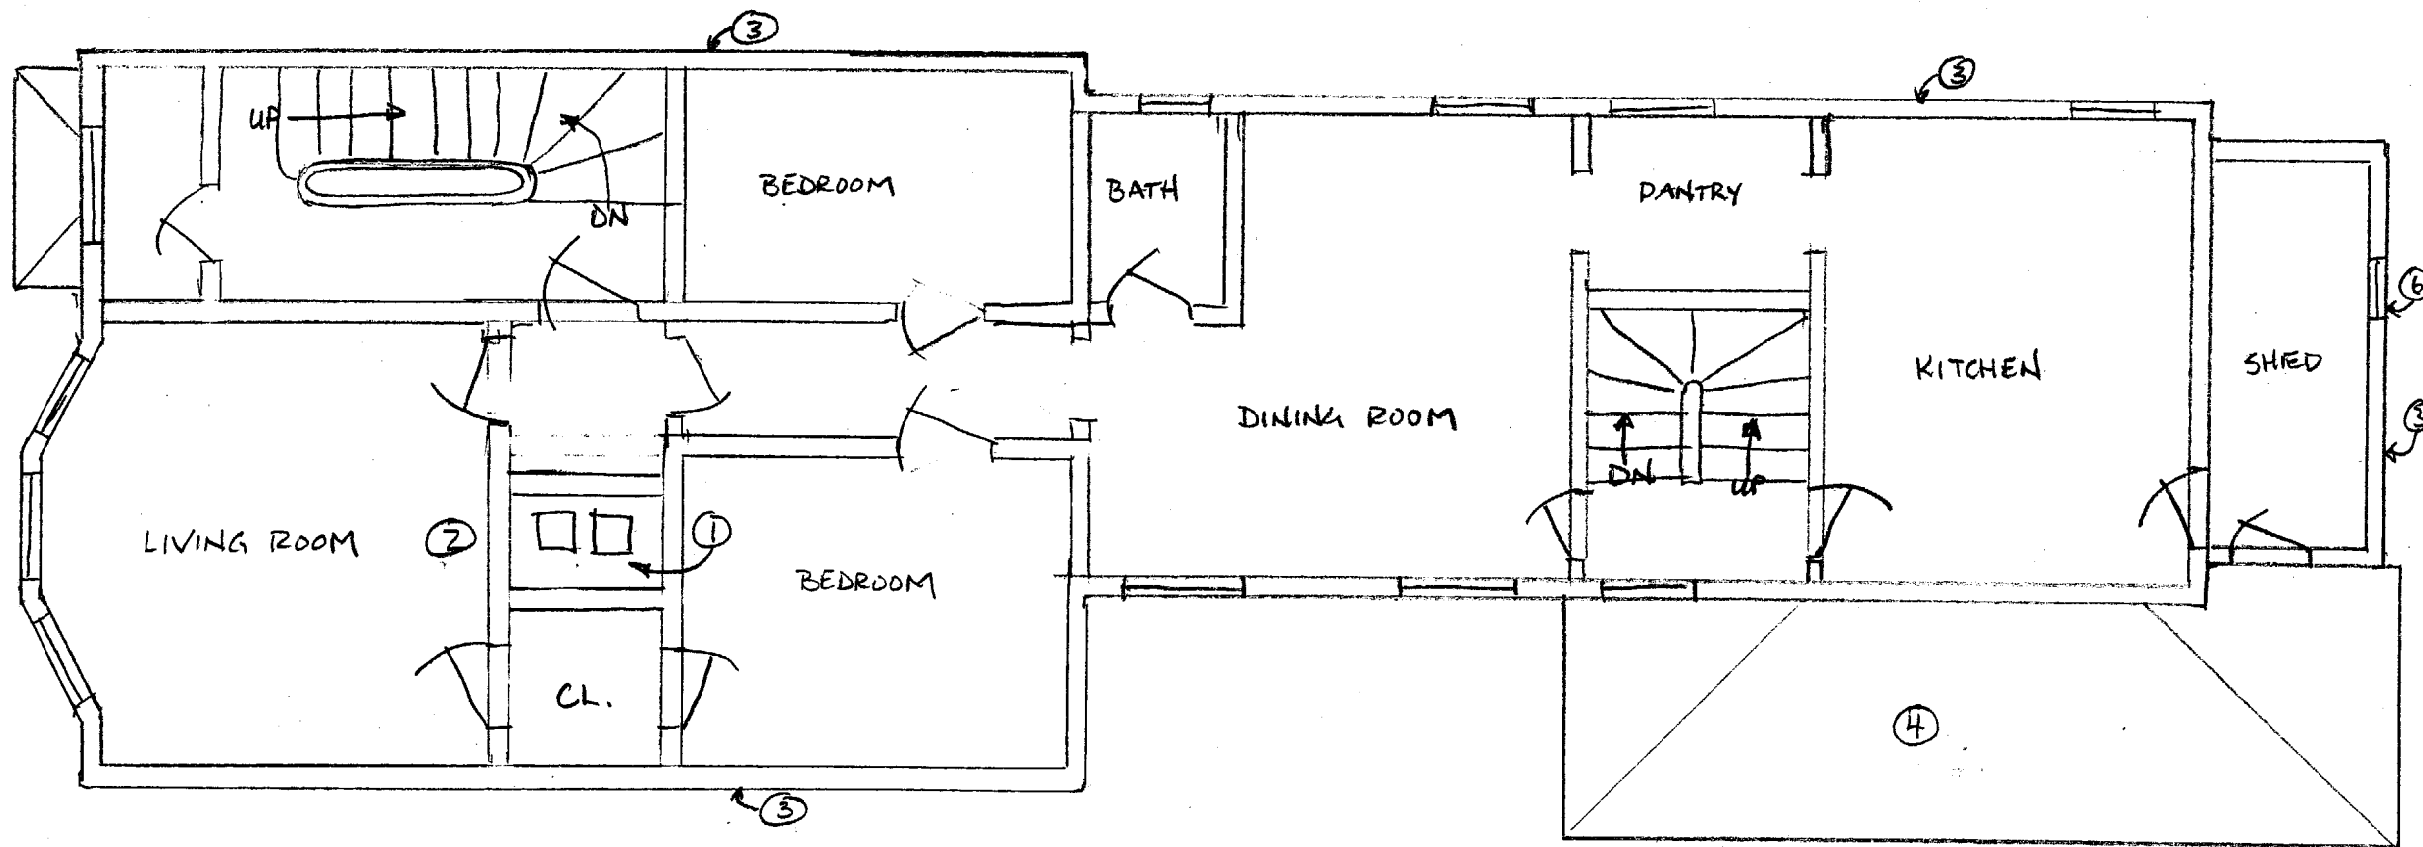 3
3
UP
DN
BEDROOM
BATH
PANTRY
6
KITCHEN
SHED
DINING ROOM
3
DN
UP
LIVING ROOM
2
1
BEDROOM
CL.
4
3